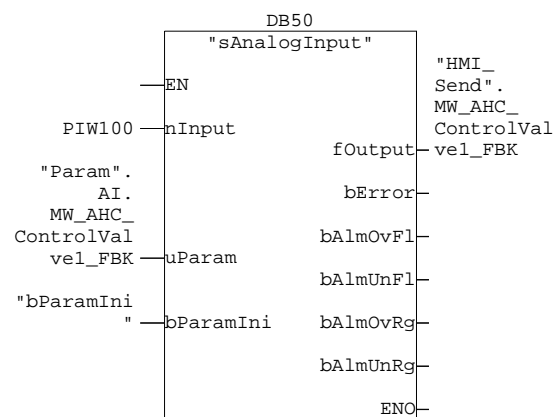 DB50
"sAnalogInput"
EN
PIW100
nInput
"HMI_
Send".
MW_AHC_
ControlVal
ve1_FBK
fOutput
"Param".
AI.
MW_AHC_
ControlVal
ve1_FBK
uParam
bError
bAlmOvFl
bAlmUnFl
"bParamIni
"
bParamIni
bAlmOvRg
bAlmUnRg
ENO